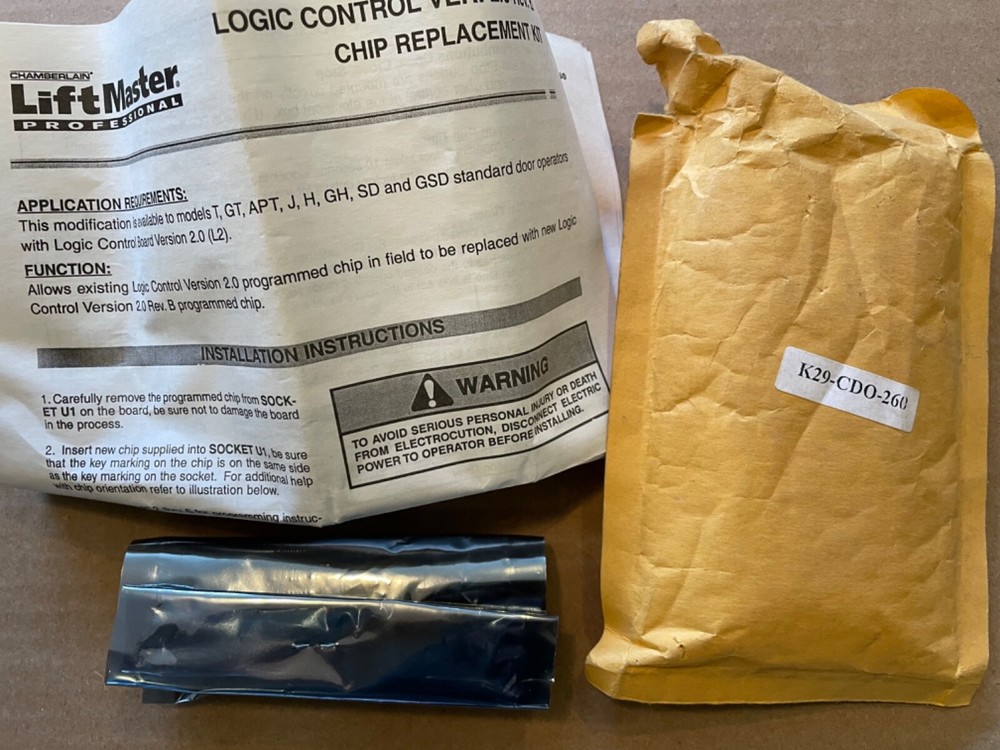 LOGIC CONTROL
CHIP REPLACEMENT KIT
CHAMBERLAIN®
LiftMaster®
PROFESSIONAL
APPLICATION REQUIREMENTS:
This modification is available to models T, GT, APT, J, H, GH, SD and GSD standard door operators
with Logic Control Board Version 2.0 (L2).
FUNCTION:
Allows existing Logic Control Version 2.0 programmed chip in field to be replaced with new Logic
Control Version 2.0 Rev. B programmed chip.
INSTALLATION INSTRUCTIONS
1. Carefully remove the programmed chip from SOCK-
ET U1 on the board, be sure not to damage the board
in the process.
2. Insert new chip supplied into SOCKET U1, be sure
that the key marking on the chip is on the same side
as the key marking on the socket. For additional help
with chip orientation refer to illustration below.
programming instruc-
WARNING
TO AVOID SERIOUS PERSONAL INJURY OR DEATH
FROM ELECTROCUTION, DISCONNECT ELECTRIC
POWER TO OPERATOR BEFORE INSTALLING.
K29-CDO-260